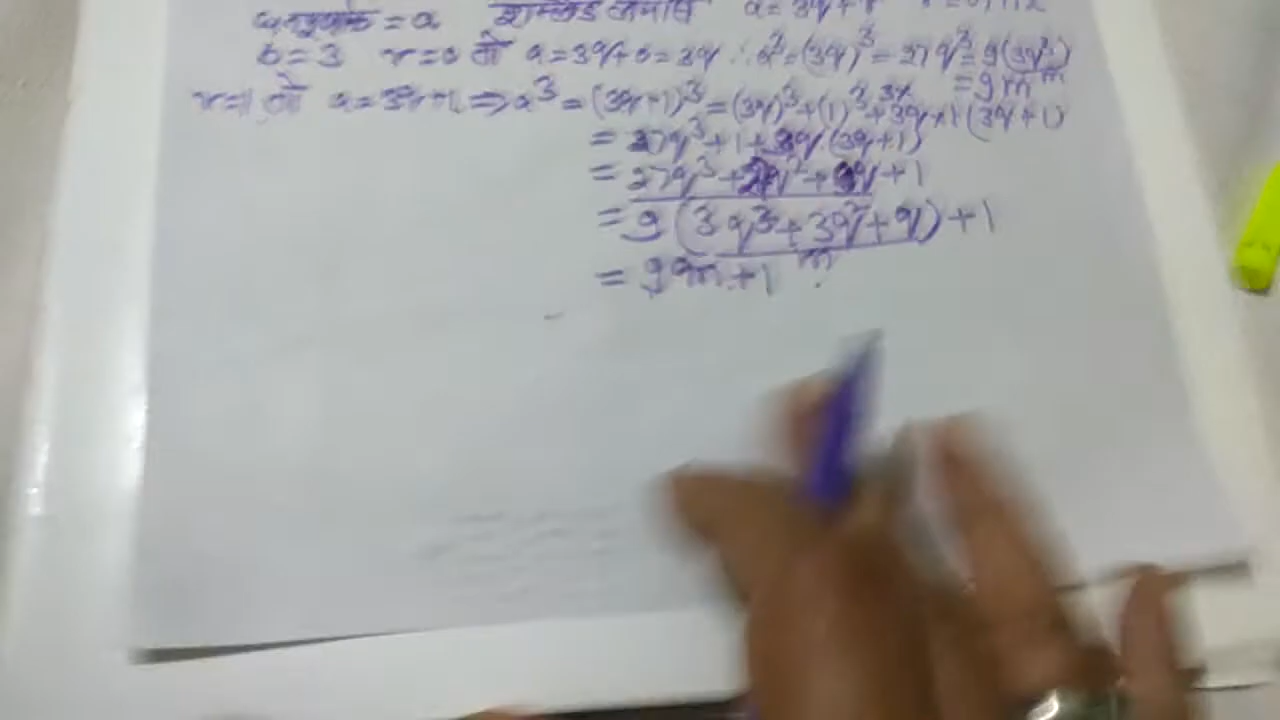 = a a = 3q + r
b = 3 r = 0 तो a = 3q + 0 = 3q ∴ a³ = (3q)³ = 27q³ = 9(3q³)
= 9m m
r = 1 तो a = 3q + 1 ⇒ a³ = (3q+1)³ = (3q)³ + (1)³ + 3×3q×1(3q+1)
= 27q³ + 1 + 9q(3q+1)
= 27q³ + 27q² + 9q + 1
= 9(3q³ + 3q² + q) + 1
= 9m + 1 m